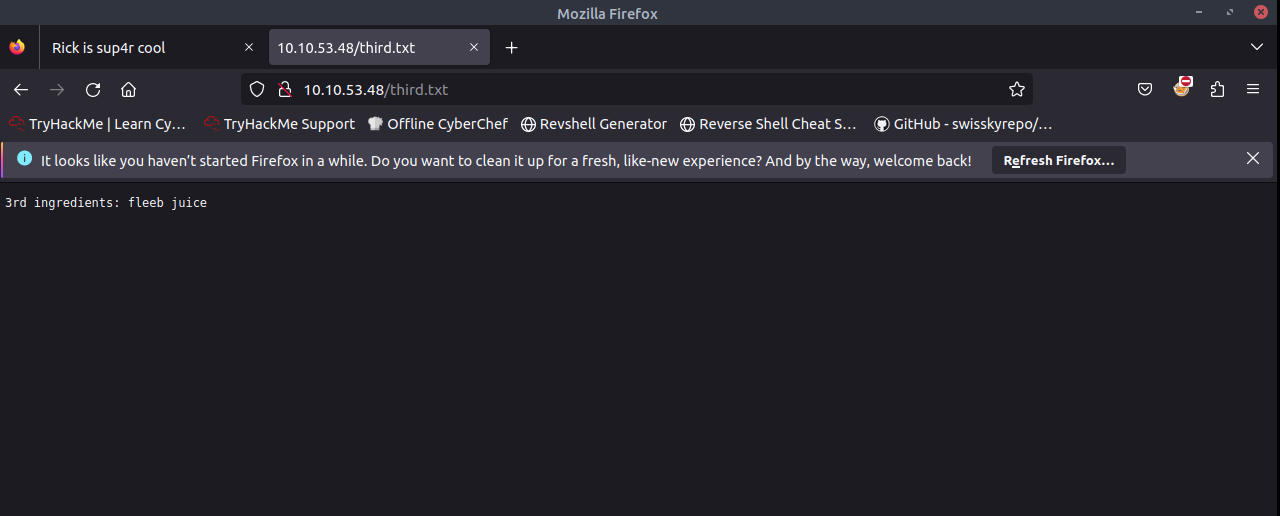 Mozilla Firefox
Rick is sup4r cool
10.10.53.48/third.txt
10.10.53.48/third.txt
TryHackMe | Learn Cy… TryHackMe Support Offline CyberChef Revshell Generator Reverse Shell Cheat S… GitHub - swisskyrepo/…
It looks like you haven’t started Firefox in a while. Do you want to clean it up for a fresh, like-new experience? And by the way, welcome back! Refresh Firefox…
3rd ingredients: fleeb juice